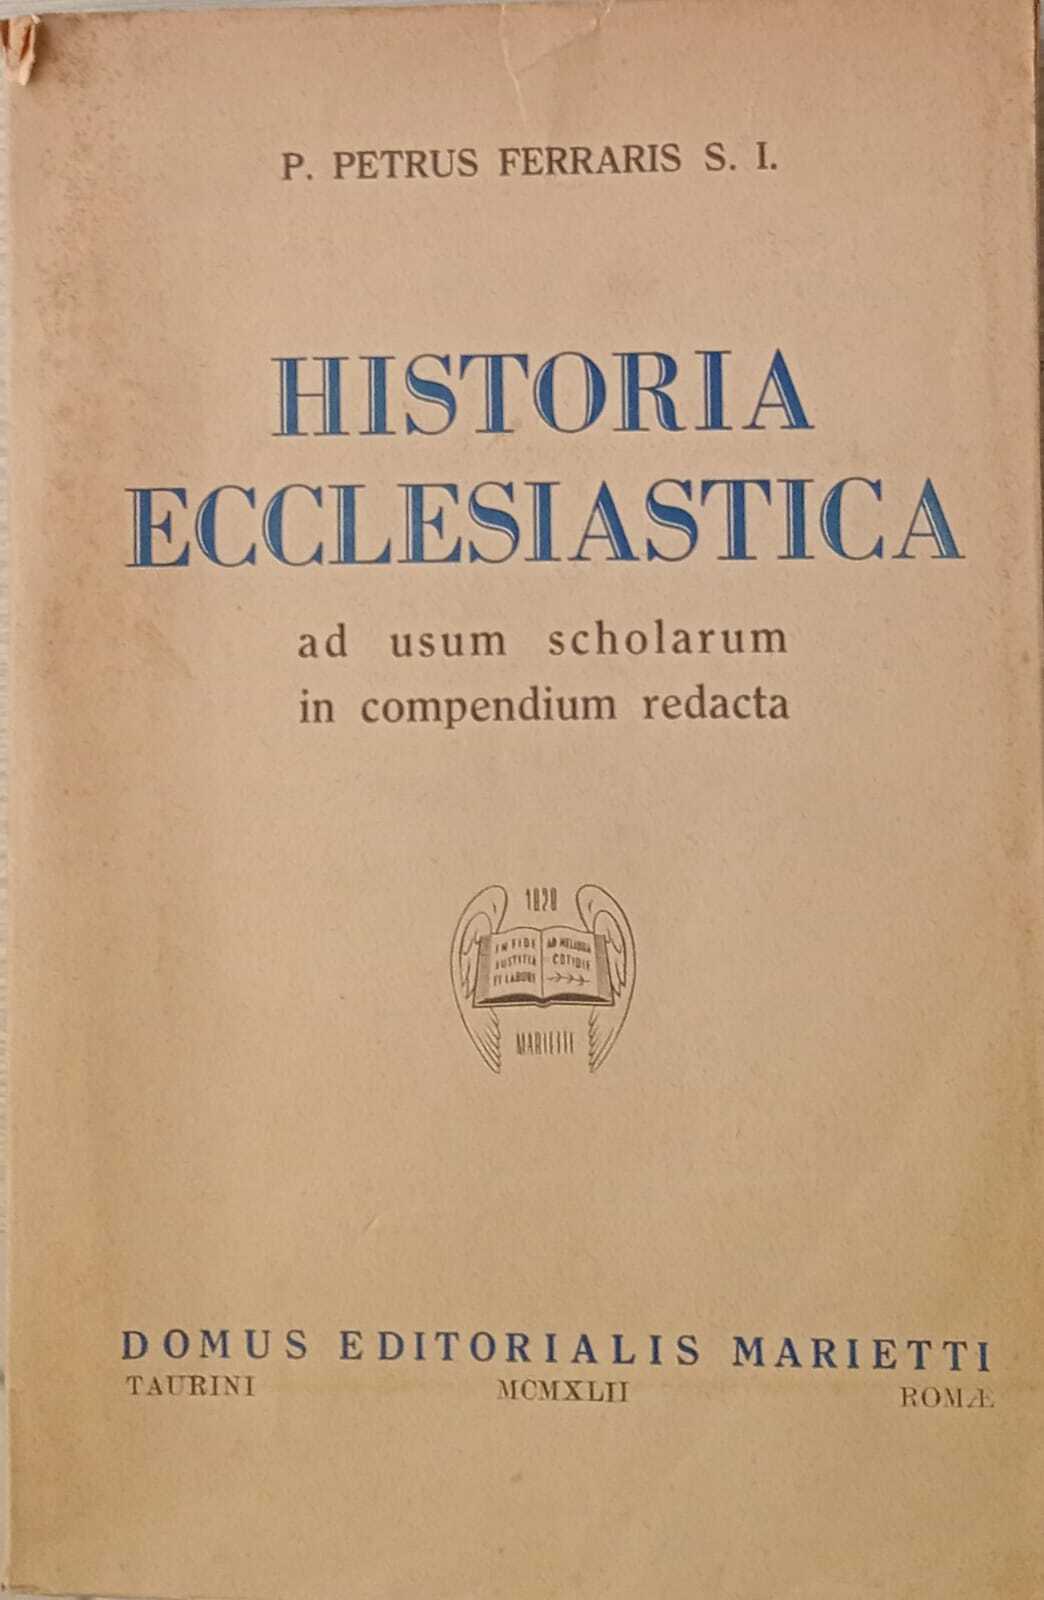 P. PETRUS FERRARIS S. I.
HISTORIA
ECCLESIASTICA
ad usum scholarum
in compendium redacta
1820
IN FIDE
IUSTITIA
ET LABORE
AD MELIORA
COTIDIE
MARIETTI
DOMUS EDITORIALIS MARIETTI
TAURINI MCMXLII ROMÆ